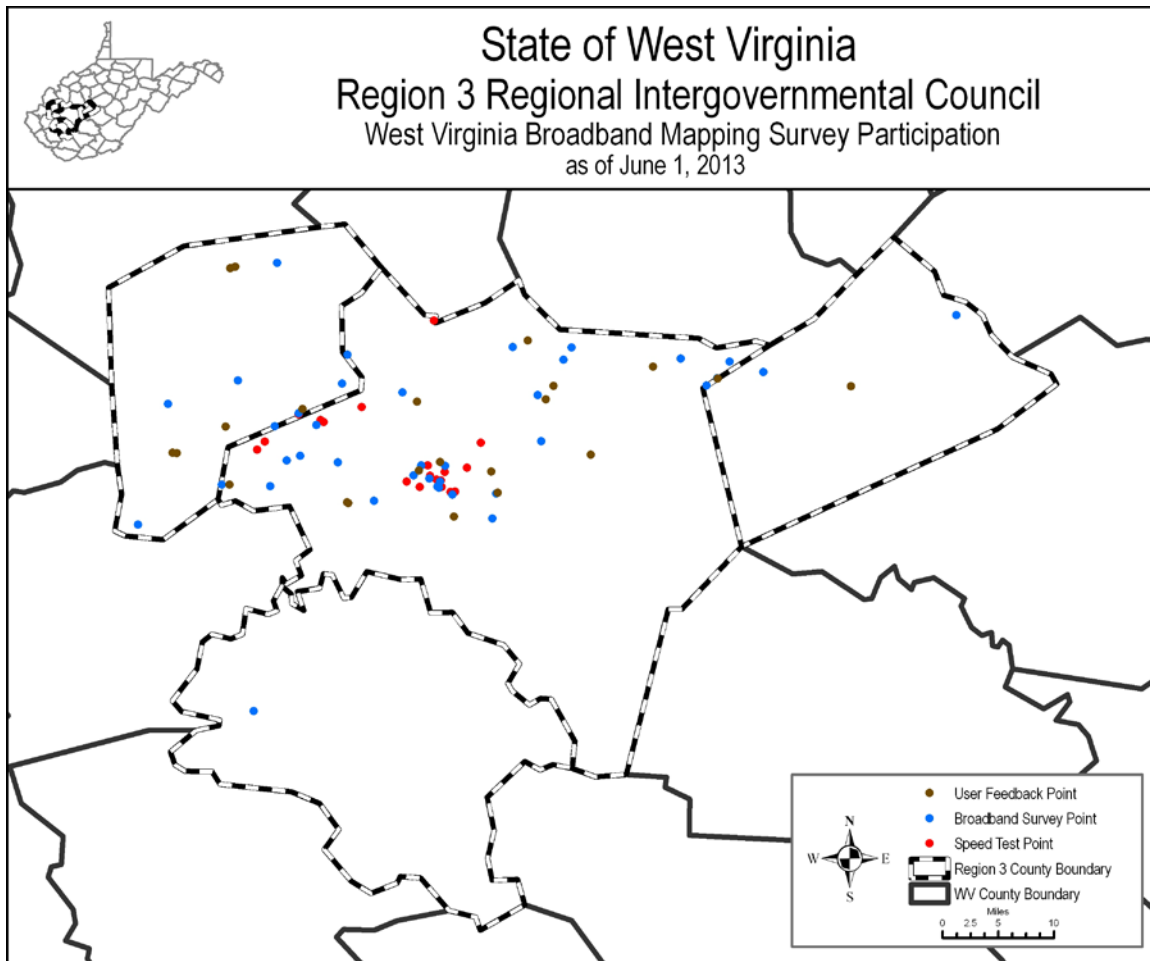 State of West Virginia
Region 3 Regional Intergovernmental Council
West Virginia Broadband Mapping Survey Participation
as of June 1, 2013
User Feedback Point
Broadband Survey Point
Speed Test Point
Region 3 County Boundary
WV County Boundary
N
W E
S
Miles
0 2.5 5 10